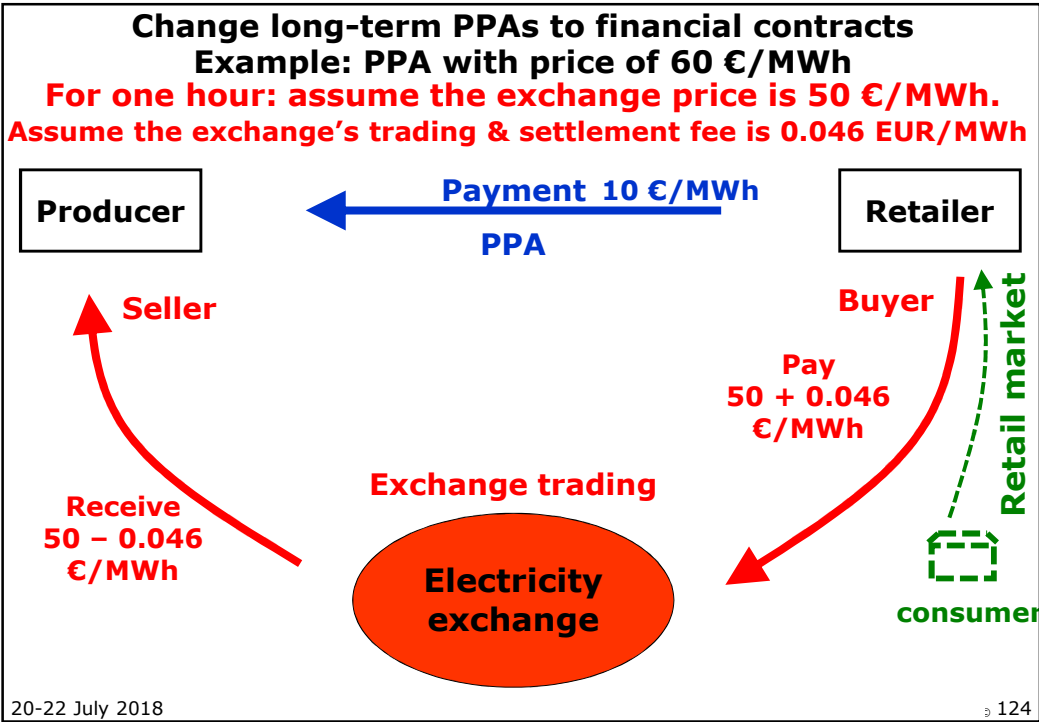 Change long-term PPAs to financial contracts
Example: PPA with price of 60 €/MWh
For one hour: assume the exchange price is 50 €/MWh.
Assume the exchange’s trading & settlement fee is 0.046 EUR/MWh
Producer
Payment 10 €/MWh
Retailer
PPA
Seller
Buyer
Retail market
Pay
50 + 0.046
€/MWh
Receive
50 – 0.046
€/MWh
Exchange trading
Electricity
exchange
consumer
20-22 July 2018
124